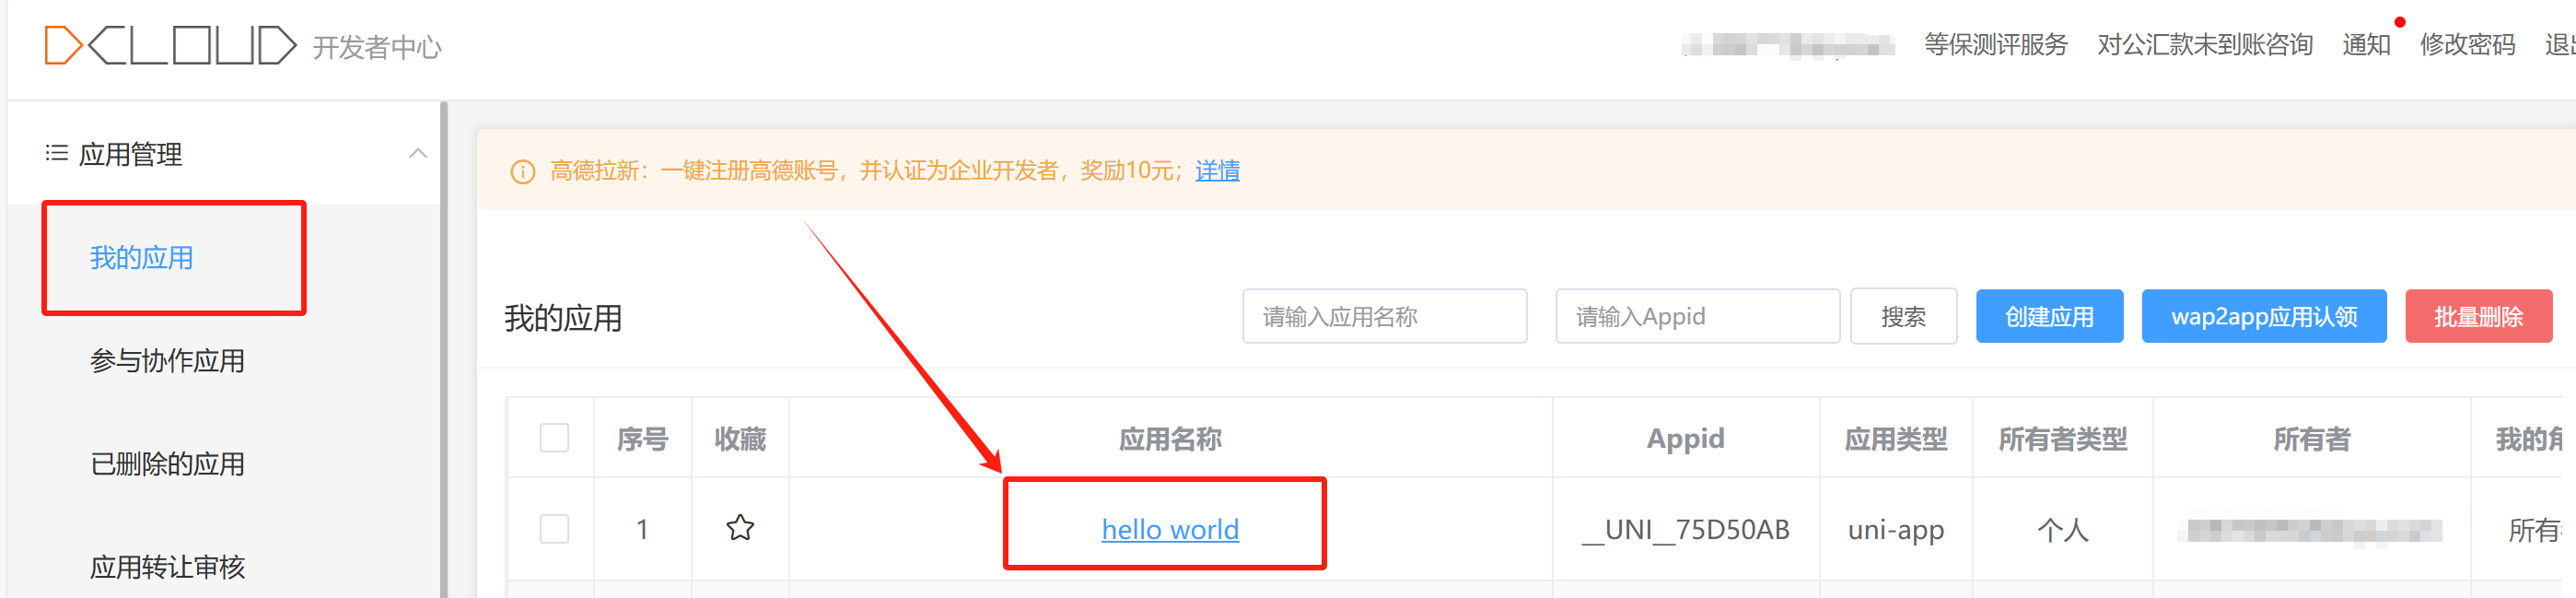 DCLOUD 开发者中心
等保测评服务 对公汇款未到账咨询 通知 修改密码
应用管理
高德拉新：一键注册高德账号，并认证为企业开发者，奖励10元；详情
我的应用
参与协作应用
已删除的应用
应用转让审核
我的应用 请输入应用名称 请输入Appid 搜索 创建应用 wap2app应用认领 批量删除
序号 收藏 应用名称 Appid 应用类型 所有者类型 所有者 我的
1 hello world __UNI__75D50AB uni-app 个人 所有